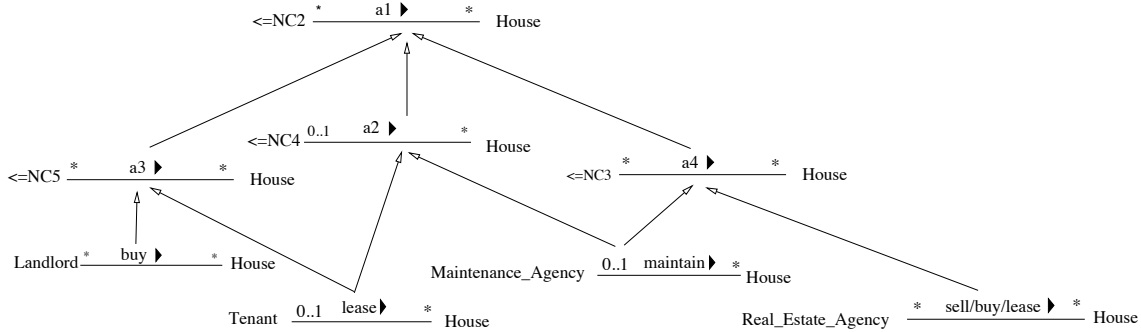 <=NC2 * a1 * House
<=NC4 0..1 a2 * House
<=NC5 * a3 * House
<=NC3 * a4 * House
Landlord * buy * House
Maintenance_Agency 0..1 maintain * House
Tenant 0..1 lease * House
Real_Estate_Agency * sell/buy/lease * House